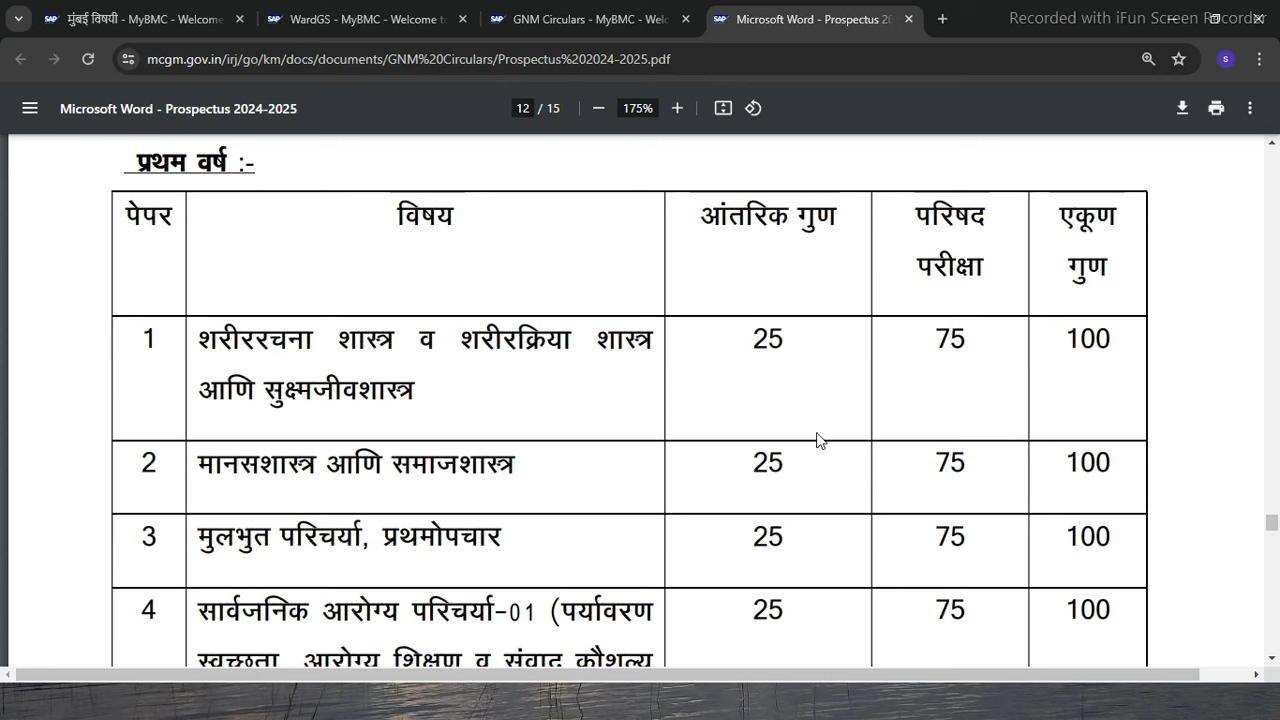 मुंबई विषयी - MyBMC - Welcome
WardGS - MyBMC - Welcome to
GNM Circulars - MyBMC - Welc
Microsoft Word - Prospectus 20
Recorded with iFun Screen Recorder
mcgm.gov.in/irj/go/km/docs/documents/GNM%20Circulars/Prospectus%202024-2025.pdf
S
Microsoft Word - Prospectus 2024-2025
12 / 15
175%
प्रथम वर्ष :-
पेपर विषय आंतरिक गुण परिषद एकूण
परीक्षा गुण
1 शरीररचना शास्त्र व शरीरक्रिया शास्त्र 25 75 100
आणि सुक्ष्मजीवशास्त्र
2 मानसशास्त्र आणि समाजशास्त्र 25 75 100
3 मुलभुत परिचर्या, प्रथमोपचार 25 75 100
4 सार्वजनिक आरोग्य परिचर्या-01 (पर्यावरण 25 75 100
स्वच्छता, आरोग्य शिक्षण व संवाद कौशल्य